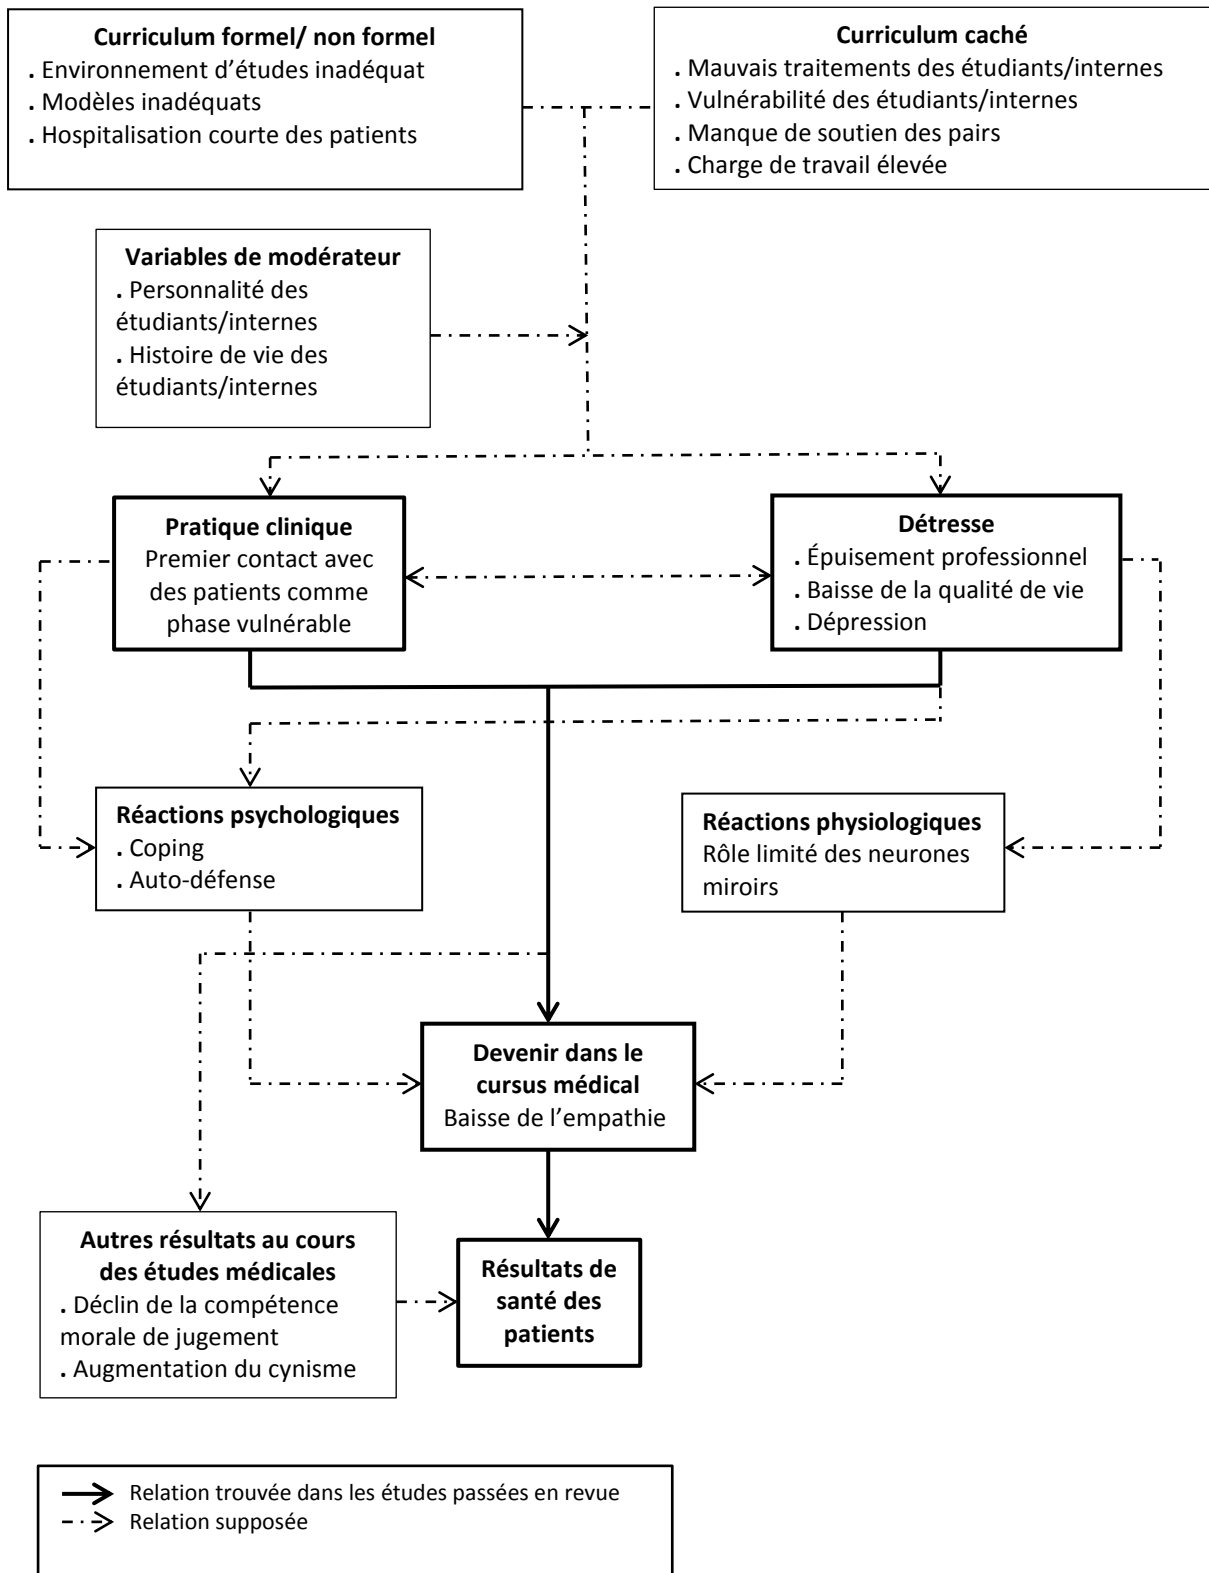 Curriculum formel/ non formel
. Environnement d'études inadéquat
. Modèles inadéquats
. Hospitalisation courte des patients
Curriculum caché
. Mauvais traitements des étudiants/internes
. Vulnérabilité des étudiants/internes
. Manque de soutien des pairs
. Charge de travail élevée
Variables de modérateur
. Personnalité des
étudiants/internes
. Histoire de vie des
étudiants/internes
Pratique clinique
Premier contact avec
des patients comme
phase vulnérable
Détresse
. Épuisement professionnel
. Baisse de la qualité de vie
. Dépression
Réactions psychologiques
. Coping
. Auto-défense
Réactions physiologiques
Rôle limité des neurones
miroirs
Devenir dans le
cursus médical
Baisse de l'empathie
Autres résultats au cours
des études médicales
. Déclin de la compétence
morale de jugement
. Augmentation du cynisme
Résultats de
santé des
patients
Relation trouvée dans les études passées en revue
Relation supposée